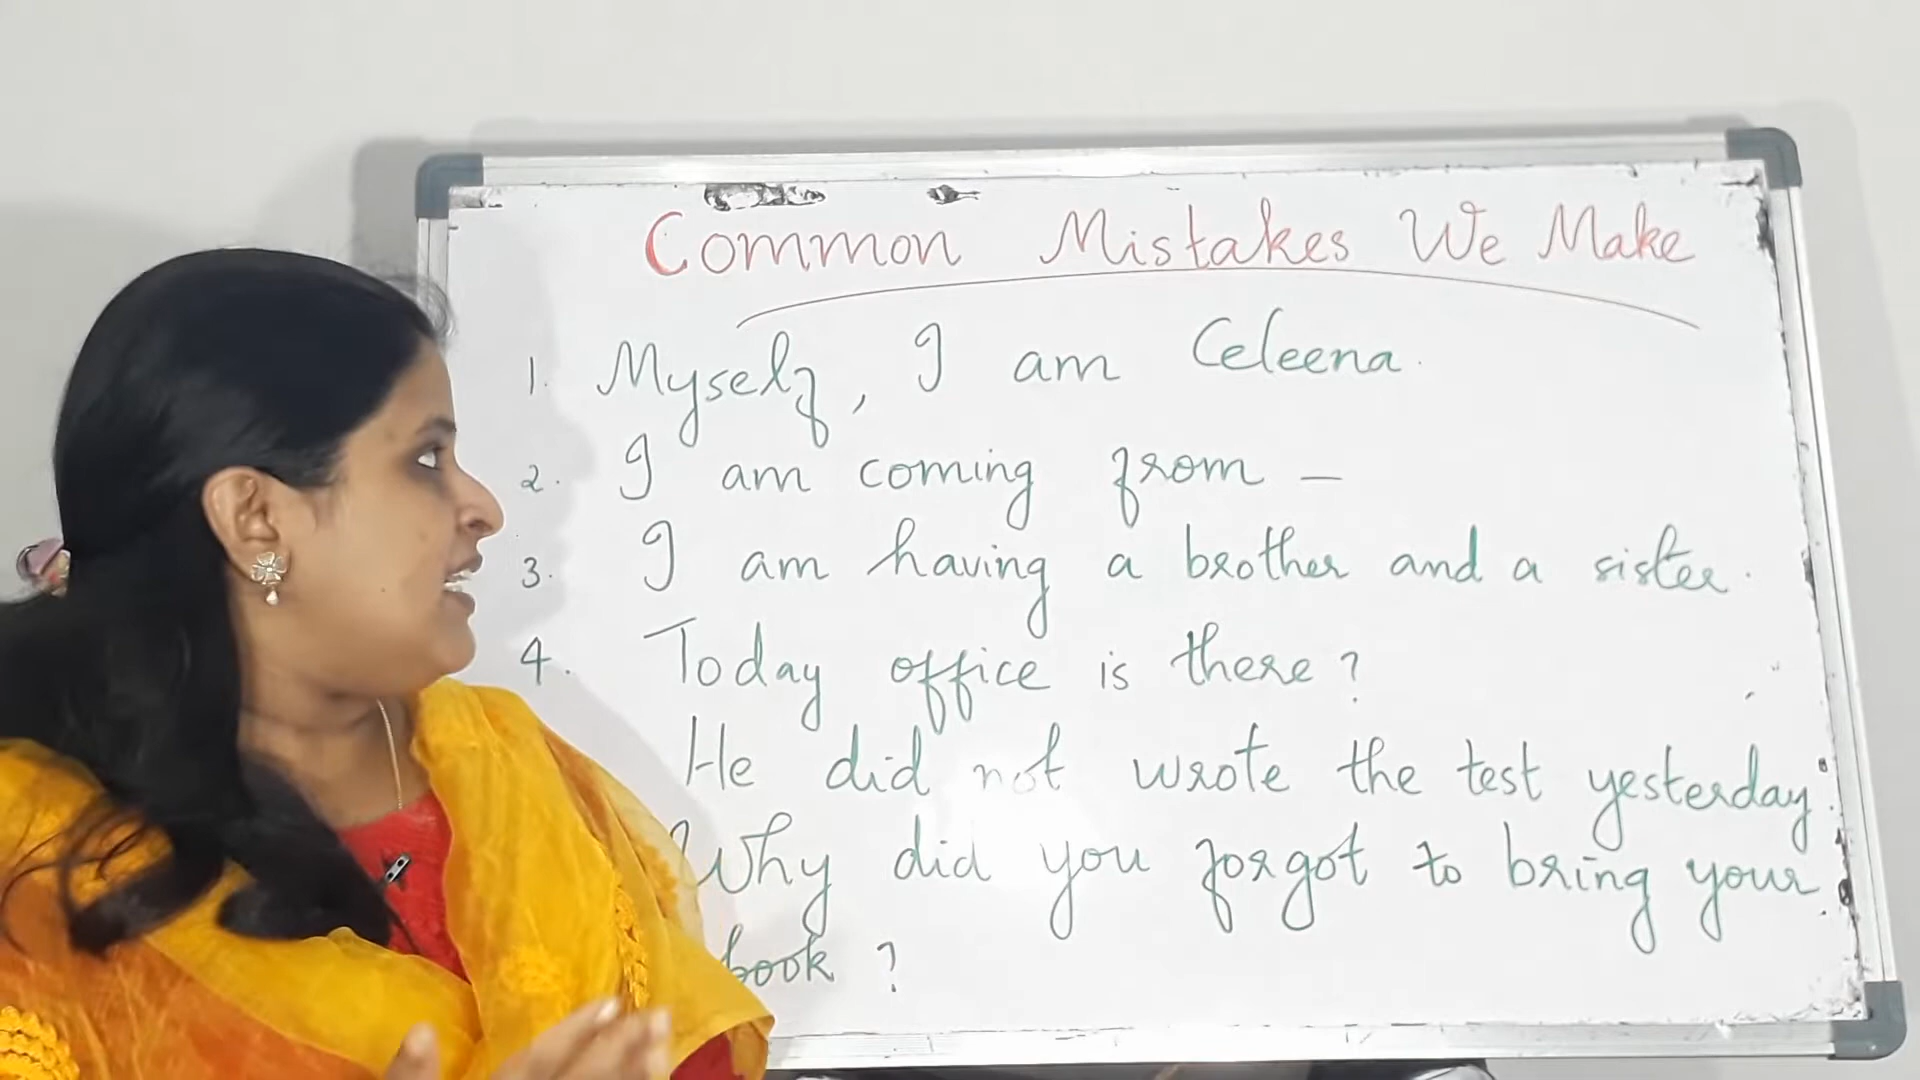 Common Mistakes We Make
1. Myself, I am Celeena.
2. I am coming from –
3. I am having a brother and a sister.
4. Today office is there?
He did not wrote the test yesterday.
Why did you forgot to bring your
book ?